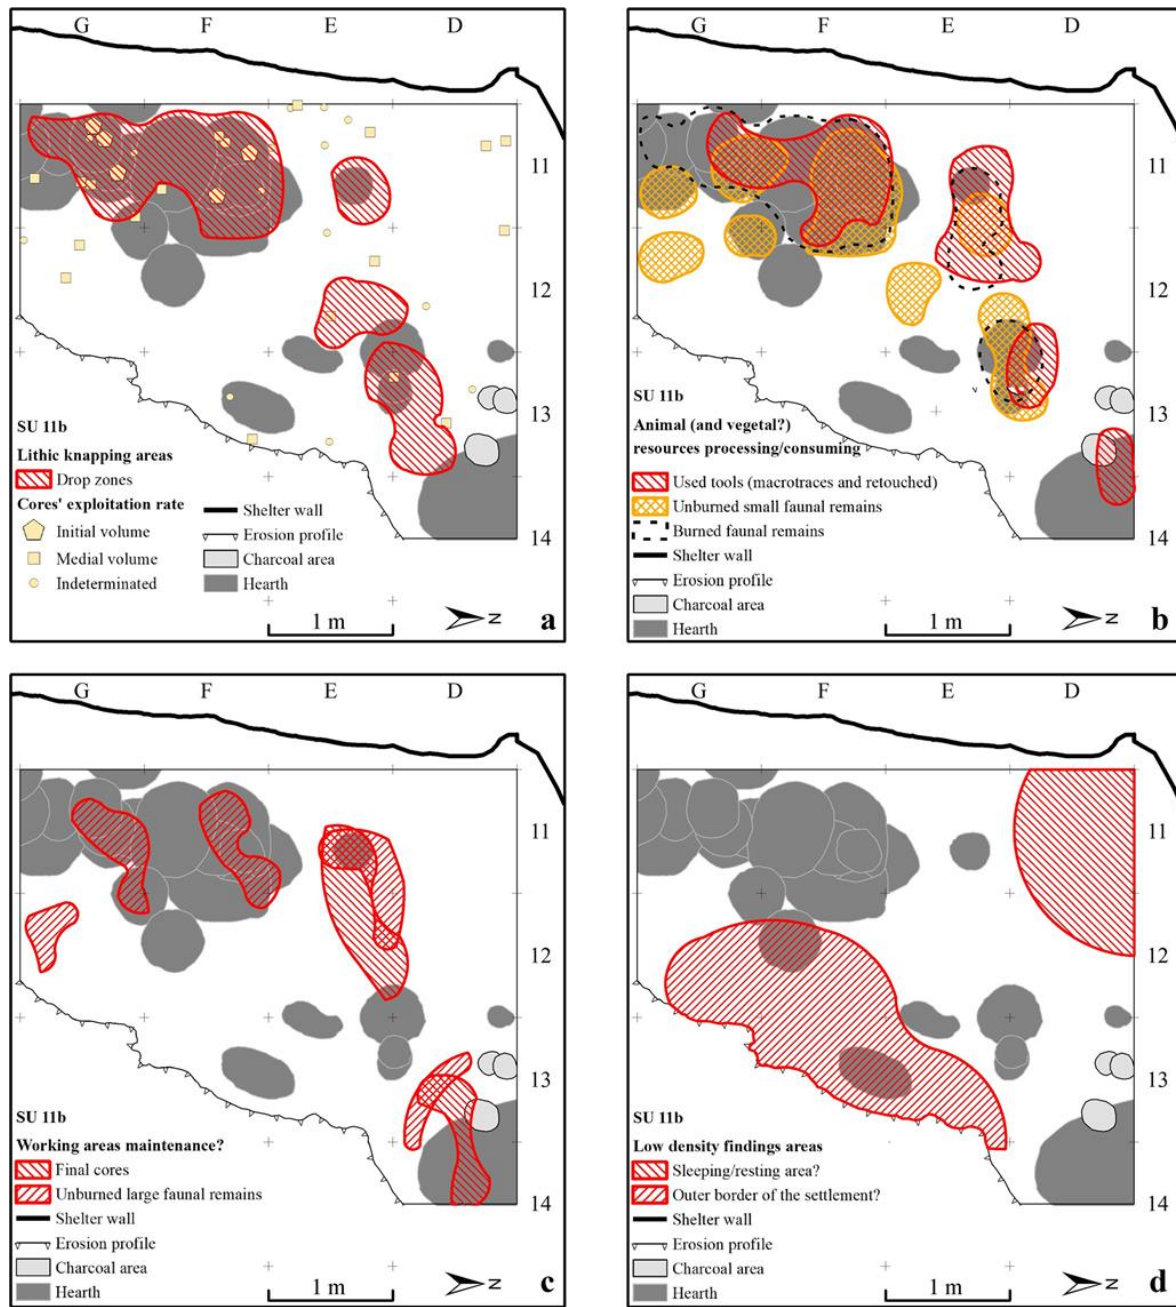 G F E D
11
12
13
14
SU 11b
Lithic knapping areas
Drop zones
Cores' exploitation rate
Initial volume
Medial volume
Indeterminated
Shelter wall
Erosion profile
Charcoal area
Hearth
1 m
N
a
G F E D
11
12
13
14
SU 11b
Animal (and vegetal?)
resources processing/consuming
Used tools (macrotraces and retouched)
Unburned small faunal remains
Burned faunal remains
Shelter wall
Erosion profile
Charcoal area
Hearth
1 m
N
b
G F E D
11
12
13
14
SU 11b
Working areas maintenance?
Final cores
Unburned large faunal remains
Shelter wall
Erosion profile
Charcoal area
Hearth
1 m
N
c
G F E D
11
12
13
14
SU 11b
Low density findings areas
Sleeping/resting area?
Outer border of the settlement?
Shelter wall
Erosion profile
Charcoal area
Hearth
1 m
N
d